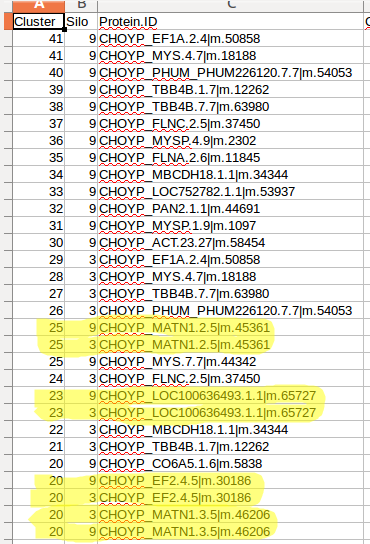 A B C
Cluster Silo Protein.ID
41 9 CHOYP_EF1A.2.4|m.50858
41 9 CHOYP_MYS.4.7|m.18188
40 9 CHOYP_PHUM_PHUM226120.7.7|m.54053
39 9 CHOYP_TBB4B.1.7|m.12262
38 9 CHOYP_TBB4B.7.7|m.63980
37 9 CHOYP_FLNC.2.5|m.37450
36 9 CHOYP_MYSP.4.9|m.2302
35 9 CHOYP_FLNA.2.6|m.11845
34 9 CHOYP_MBCDH18.1.1|m.34344
33 9 CHOYP_LOC752782.1.1|m.53937
32 9 CHOYP_PAN2.1.1|m.44691
31 9 CHOYP_MYSP.1.9|m.1097
30 9 CHOYP_ACT.23.27|m.58454
29 3 CHOYP_EF1A.2.4|m.50858
28 3 CHOYP_MYS.4.7|m.18188
27 3 CHOYP_TBB4B.7.7|m.63980
26 3 CHOYP_PHUM_PHUM226120.7.7|m.54053
25 9 CHOYP_MATN1.2.5|m.45361
25 3 CHOYP_MATN1.2.5|m.45361
25 9 CHOYP_MYS.7.7|m.44342
24 3 CHOYP_FLNC.2.5|m.37450
23 9 CHOYP_LOC100636493.1.1|m.65727
23 3 CHOYP_LOC100636493.1.1|m.65727
22 3 CHOYP_MBCDH18.1.1|m.34344
21 3 CHOYP_TBB4B.1.7|m.12262
20 9 CHOYP_CO6A5.1.6|m.5838
20 9 CHOYP_EF2.4.5|m.30186
20 3 CHOYP_EF2.4.5|m.30186
20 3 CHOYP_MATN1.3.5|m.46206
20 9 CHOYP_MATN1.3.5|m.46206